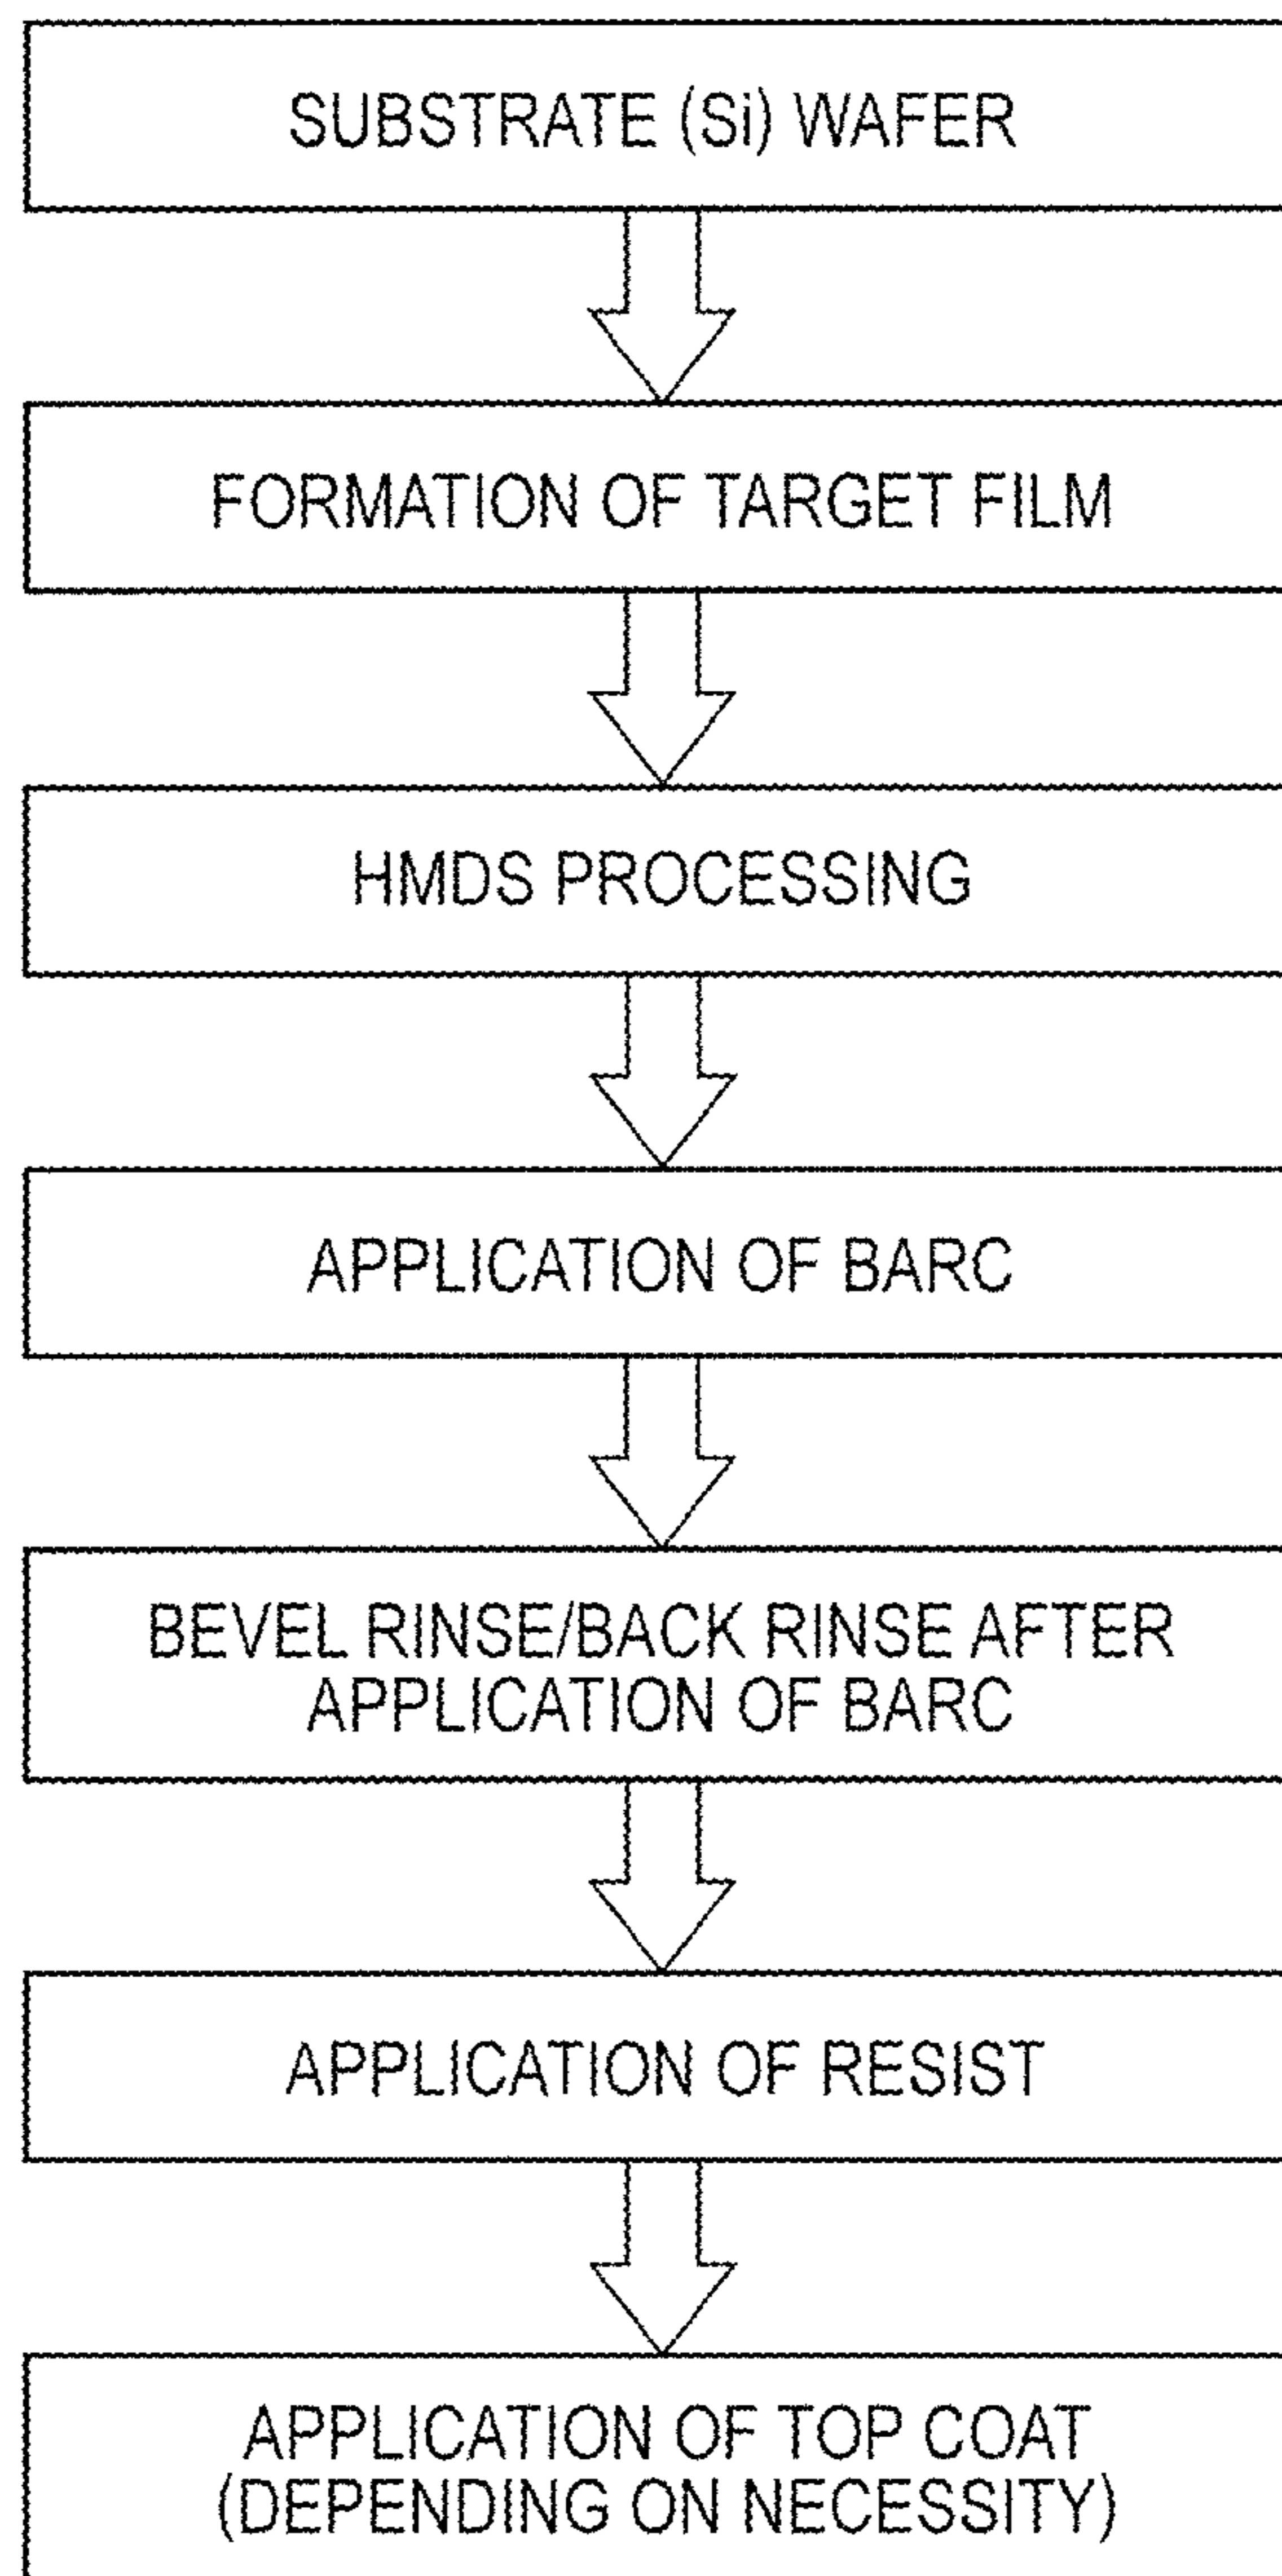 SUBSTRATE (Si) WAFER
FORMATION OF TARGET FILM
HMDS PROCESSING
APPLICATION OF BARC
BEVEL RINSE/BACK RINSE AFTER
APPLICATION OF BARC
APPLICATION OF RESIST
APPLICATION OF TOP COAT
(DEPENDING ON NECESSITY)